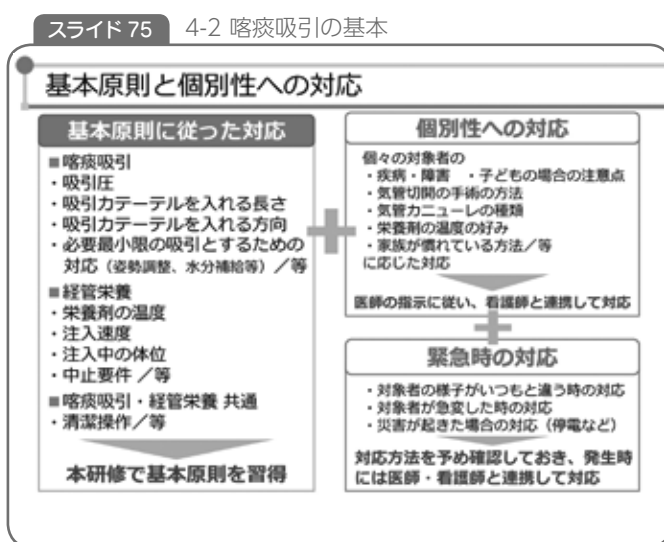 スライド 75 4-2 喀痰吸引の基本
基本原則と個別性への対応
基本原則に従った対応
■喀痰吸引
・吸引圧
・吸引カテーテルを入れる長さ
・吸引カテーテルを入れる方向
・必要最小限の吸引とするための
対応（姿勢調整、水分補給等）／等
■経管栄養
・栄養剤の温度
・注入速度
・注入中の体位
・中止要件 ／等
■喀痰吸引・経管栄養 共通
・清潔操作／等
本研修で基本原則を習得
個別性への対応
個々の対象者の
・疾病・障害 ・子どもの場合の注意点
・気管切開の手術の方法
・気管カニューレの種類
・栄養剤の温度の好み
・家族が慣れている方法／等
に応じた対応
医師の指示に従い、看護師と連携して対応
緊急時の対応
・対象者の様子がいつもと違う時の対応
・対象者が急変した時の対応
・災害が起きた場合の対応（停電など）
対応方法を予め確認しておき、発生時
には医師・看護師と連携して対応